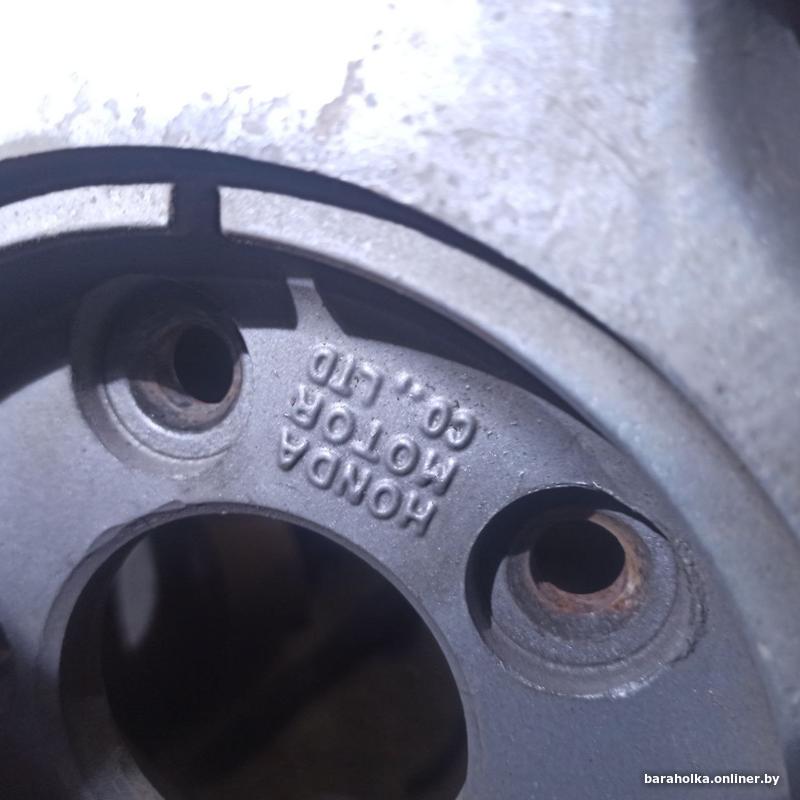 HONDA
MOTOR
CO., LTD
baraholka.onliner.by